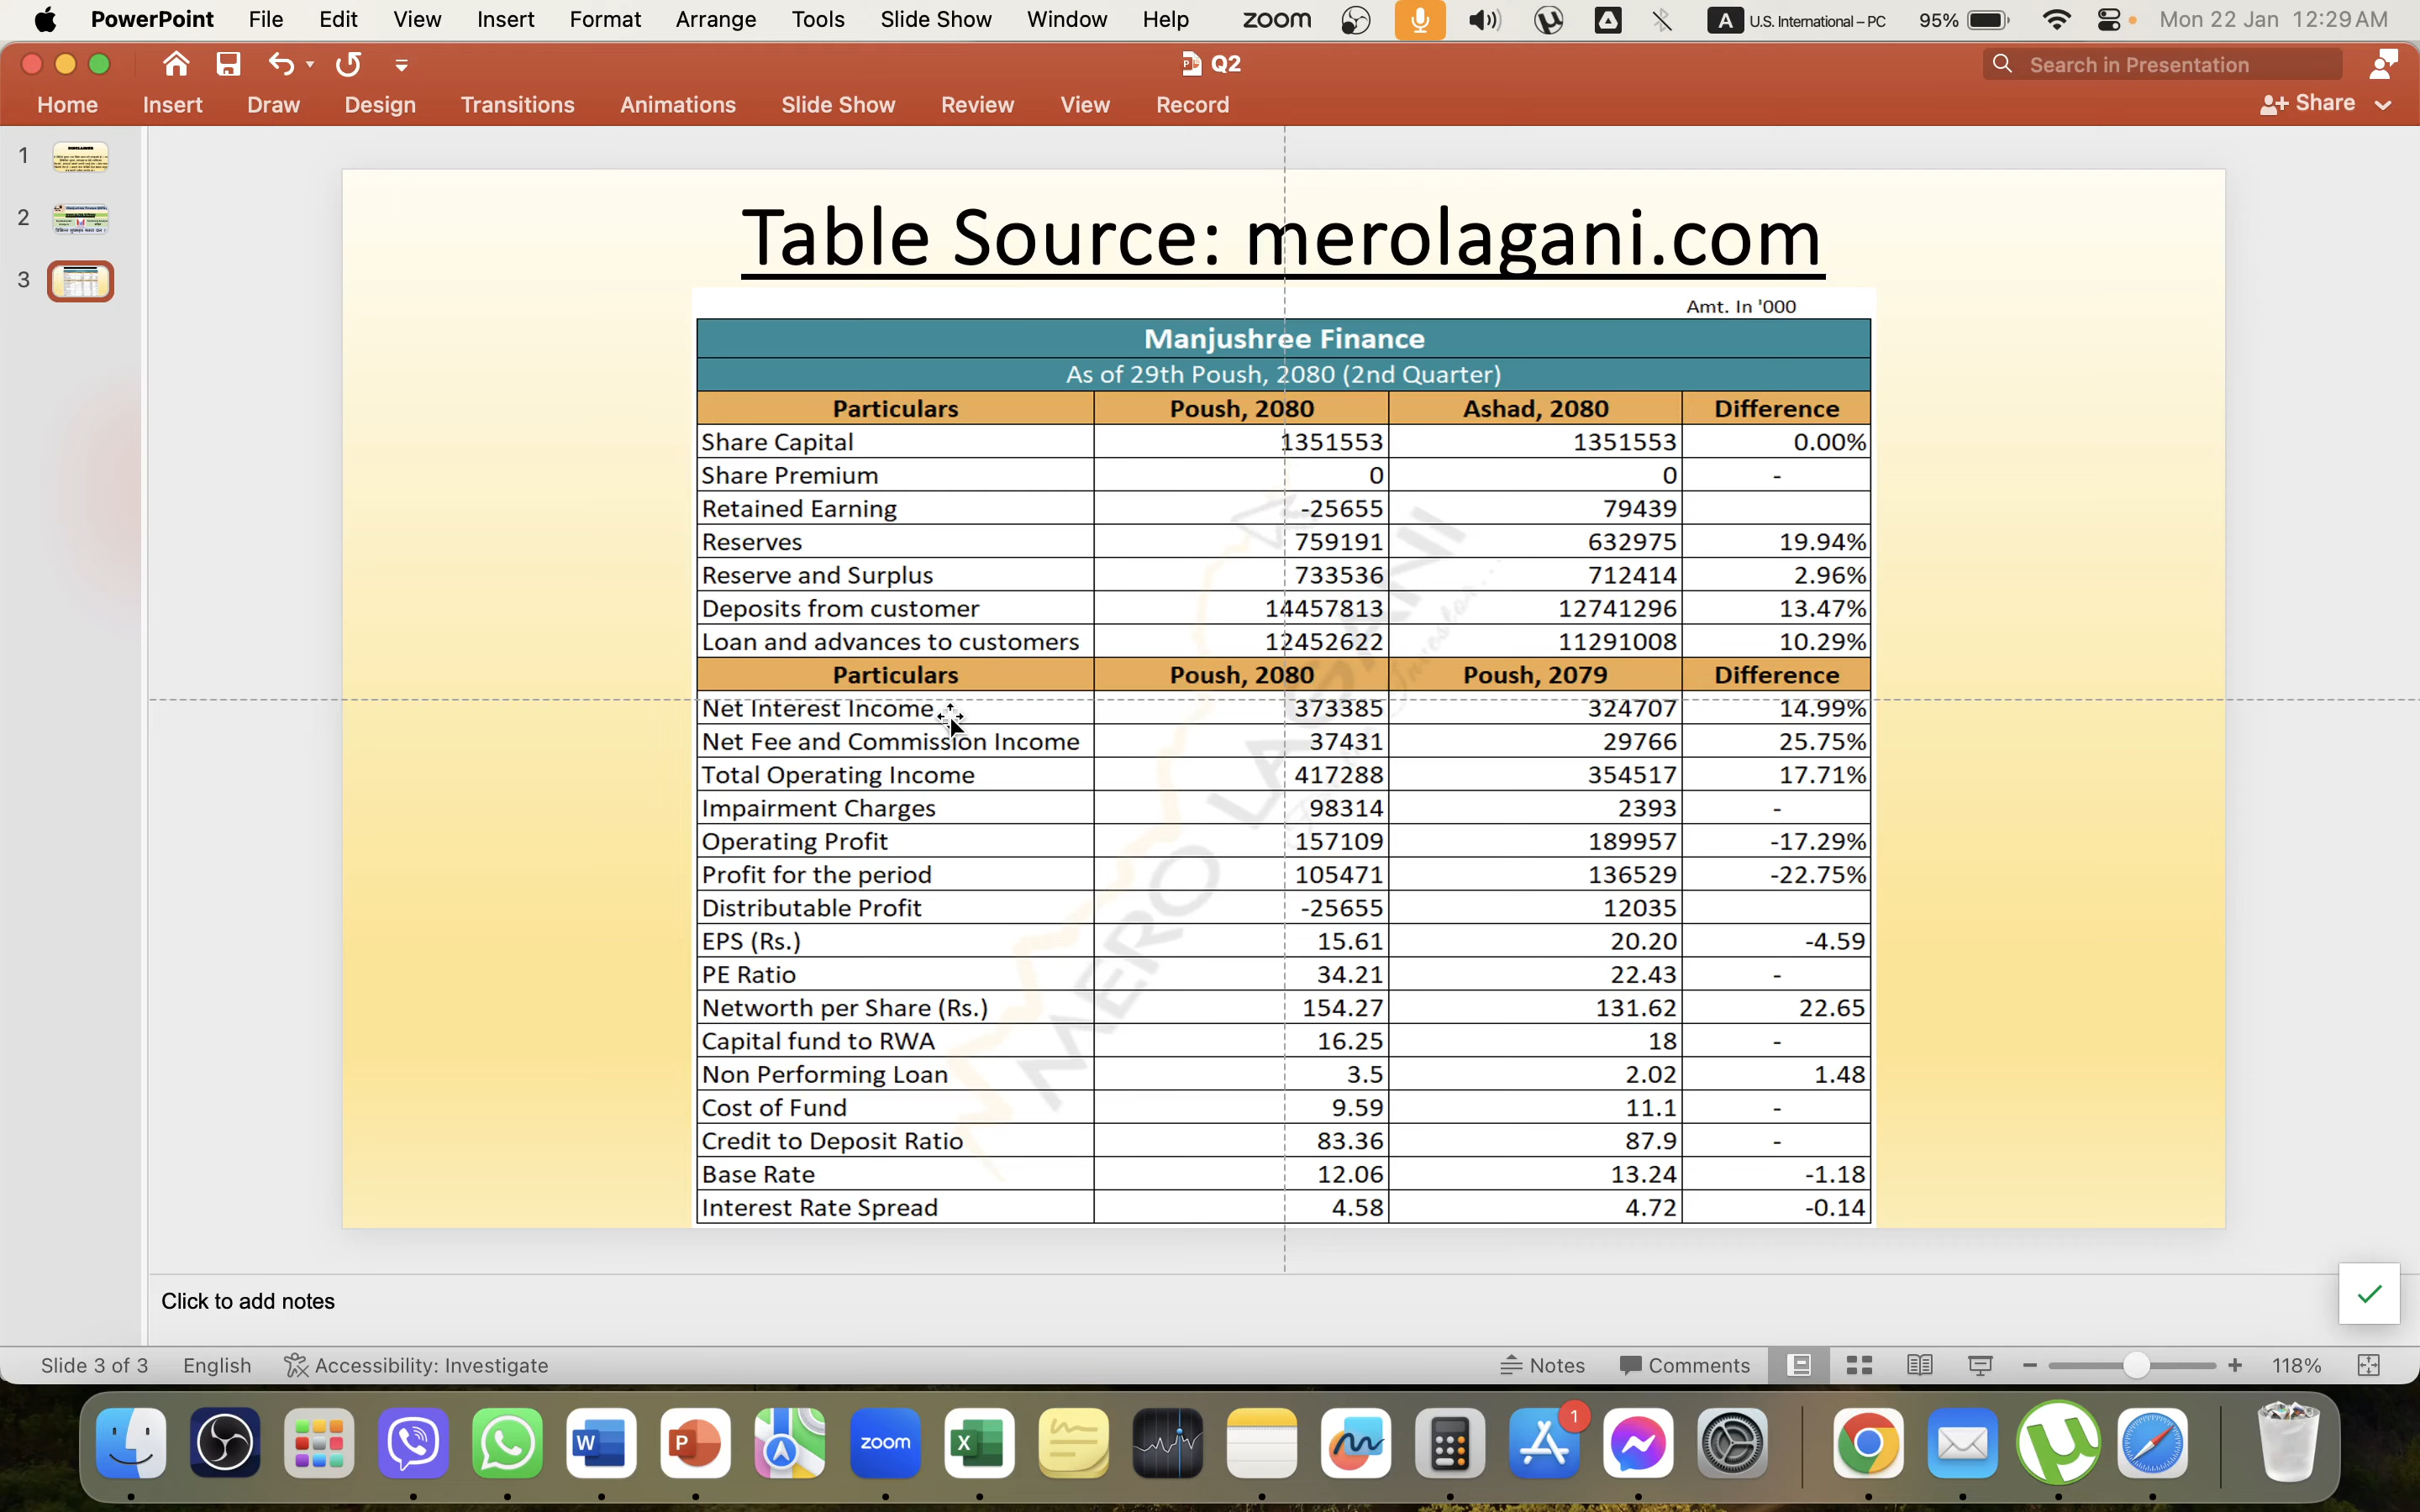 PowerPoint File Edit View Insert Format Arrange Tools Slide Show Window Help zoom A U.S. International – PC 95% Mon 22 Jan 12:29 AM
Q2
Search in Presentation
Home Insert Draw Design Transitions Animations Slide Show Review View Record Share
1
2
3
Table Source: merolagani.com
Amt. In '000
Manjushree Finance
As of 29th Poush, 2080 (2nd Quarter)
Particulars Poush, 2080 Ashad, 2080 Difference
Share Capital 1351553 1351553 0.00%
Share Premium 0 0 -
Retained Earning -25655 79439
Reserves 759191 632975 19.94%
Reserve and Surplus 733536 712414 2.96%
Deposits from customer 14457813 12741296 13.47%
Loan and advances to customers 12452622 11291008 10.29%
Particulars Poush, 2080 Poush, 2079 Difference
Net Interest Income 373385 324707 14.99%
Net Fee and Commission Income 37431 29766 25.75%
Total Operating Income 417288 354517 17.71%
Impairment Charges 98314 2393 -
Operating Profit 157109 189957 -17.29%
Profit for the period 105471 136529 -22.75%
Distributable Profit -25655 12035
EPS (Rs.) 15.61 20.20 -4.59
PE Ratio 34.21 22.43 -
Networth per Share (Rs.) 154.27 131.62 22.65
Capital fund to RWA 16.25 18 -
Non Performing Loan 3.5 2.02 1.48
Cost of Fund 9.59 11.1 -
Credit to Deposit Ratio 83.36 87.9 -
Base Rate 12.06 13.24 -1.18
Interest Rate Spread 4.58 4.72 -0.14
MERO LAGANI
Click to add notes
Slide 3 of 3 English Accessibility: Investigate Notes Comments 118%
W P zoom X 1